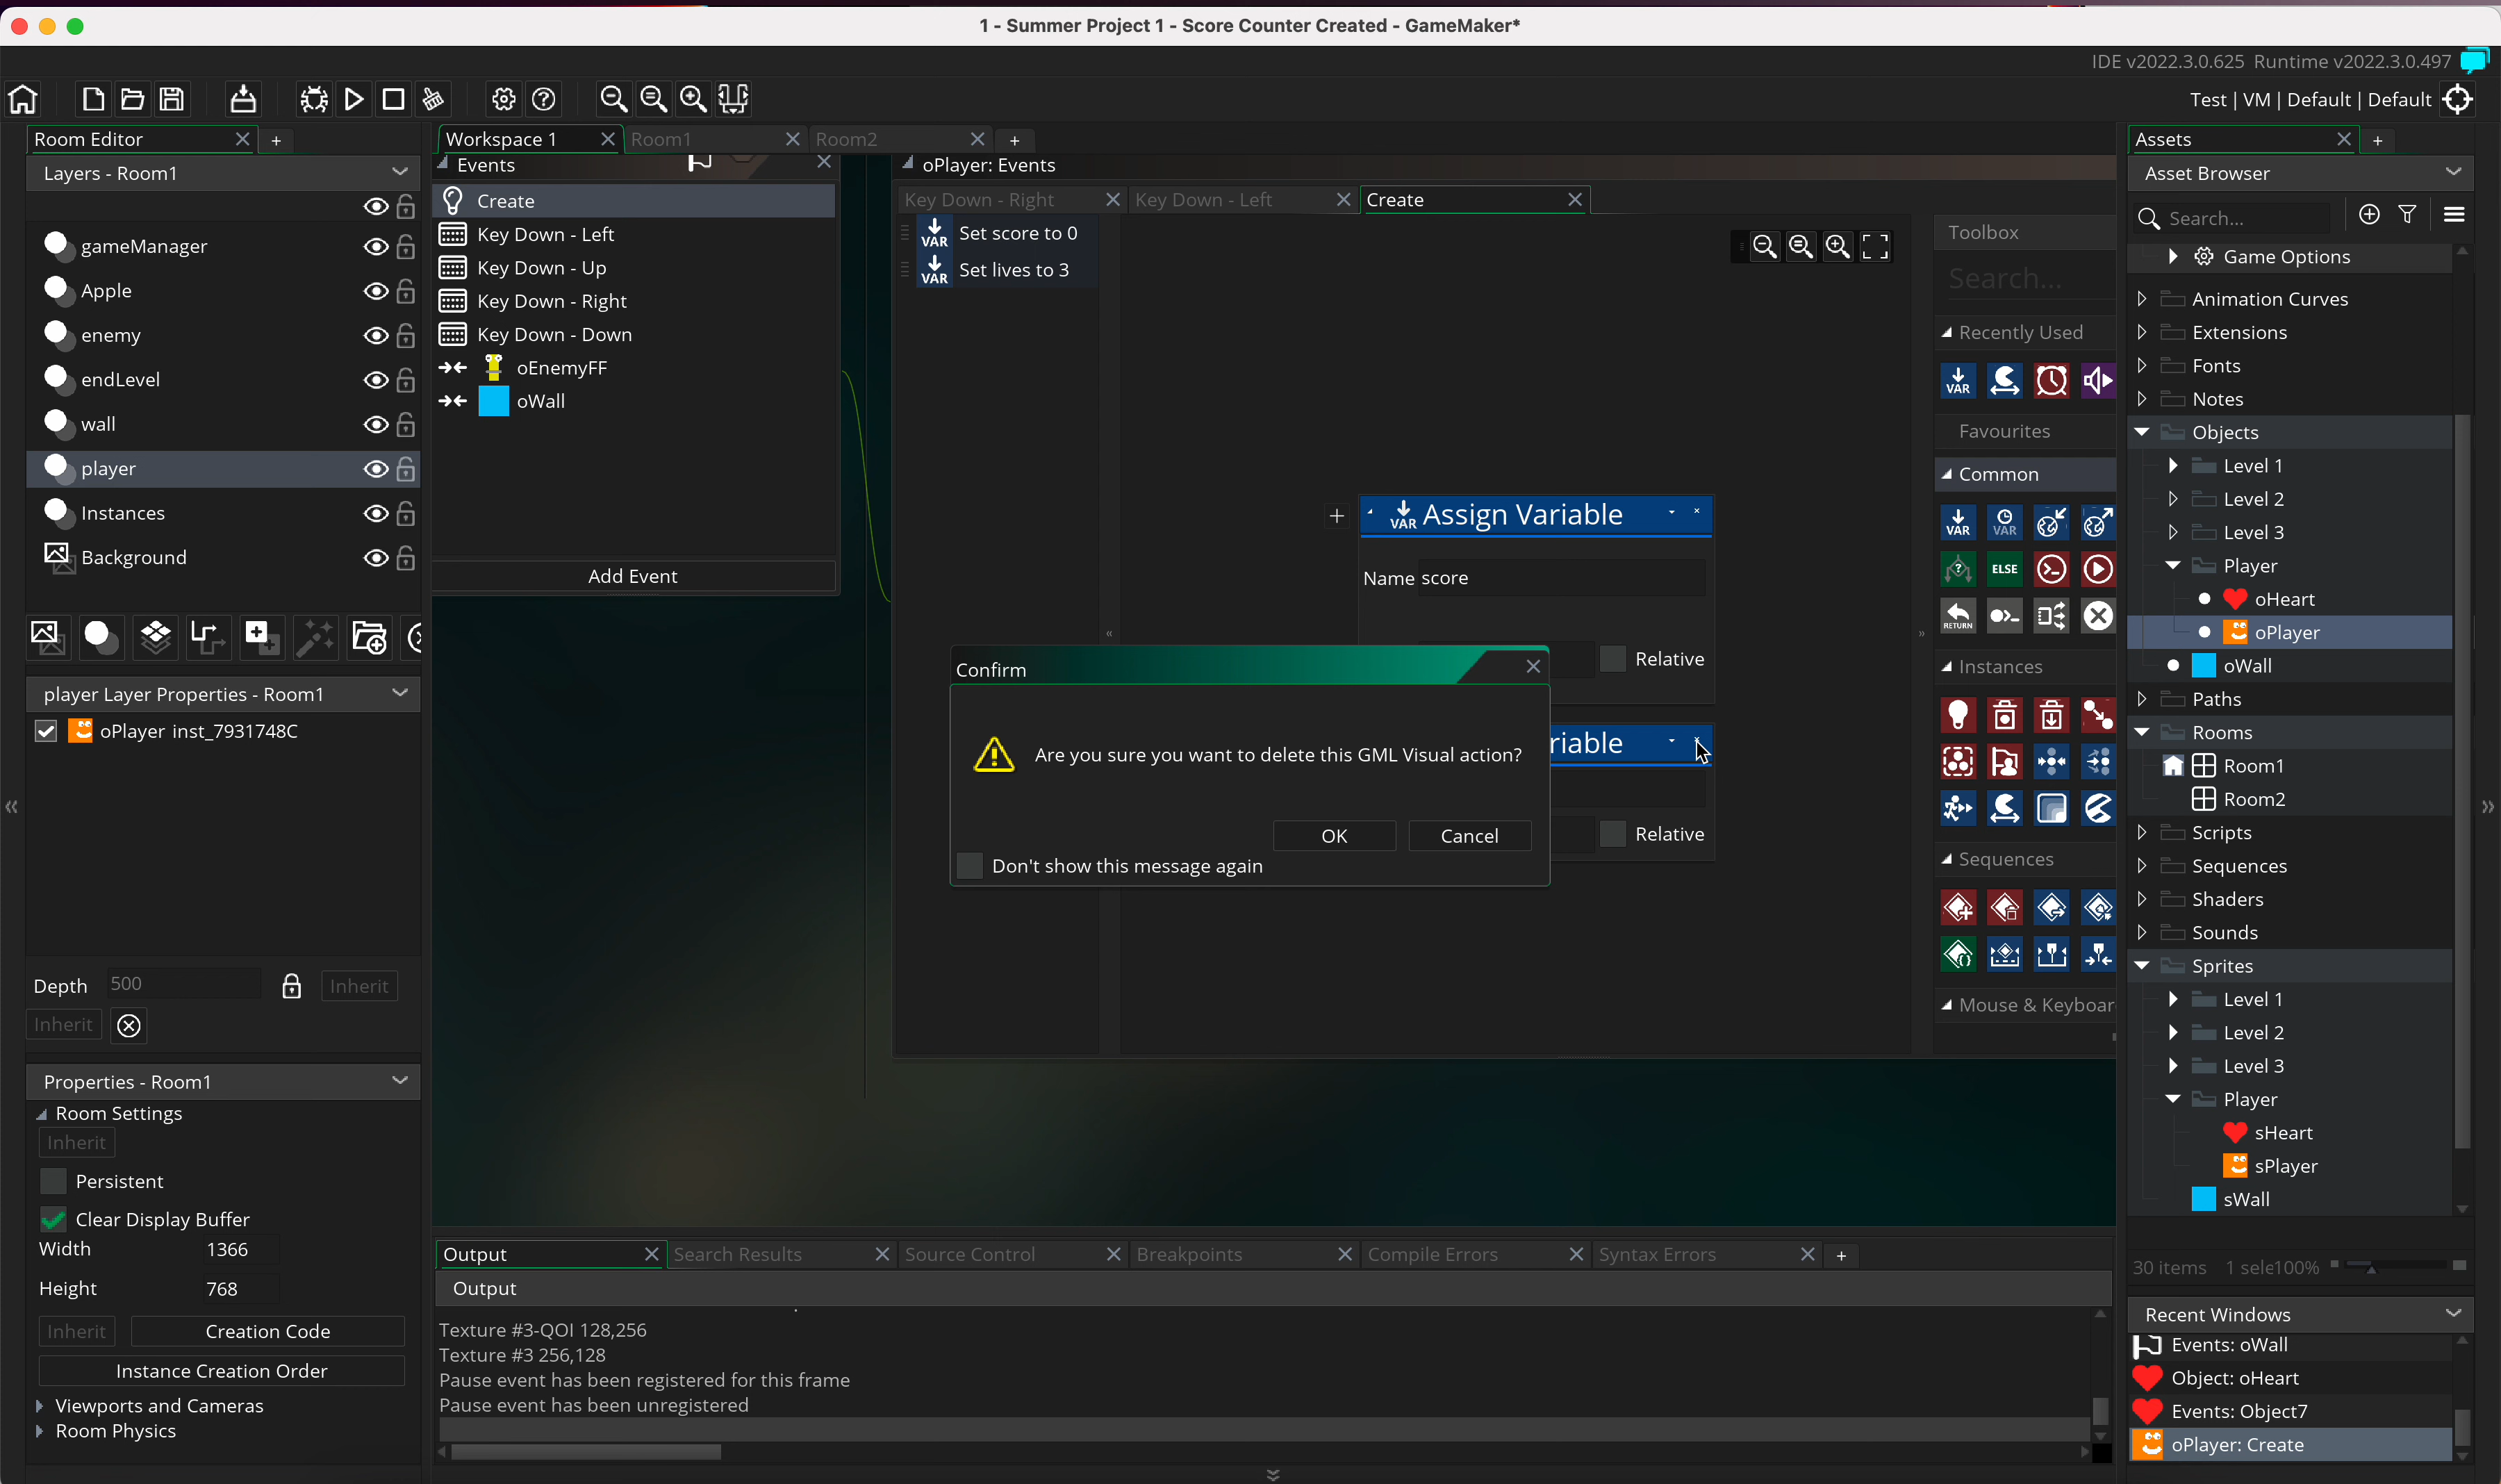 1 - Summer Project 1 - Score Counter Created - GameMaker*
IDE v2022.3.0.625 Runtime v2022.3.0.497
Test | VM | Default | Default
Room Editor
Layers - Room1
gameManager
Apple
enemy
endLevel
wall
player
Instances
Background
player Layer Properties - Room1
oPlayer inst_7931748C
Depth 500 Inherit
Inherit
Properties - Room1
Room Settings
Inherit
Persistent
Clear Display Buffer
Width 1366
Height 768
Inherit Creation Code
Instance Creation Order
Viewports and Cameras
Room Physics
Workspace 1 Room1 Room2
Events
Create
Key Down - Left
Key Down - Up
Key Down - Right
Key Down - Down
oEnemyFF
oWall
Add Event
oPlayer: Events
Key Down - Right Key Down - Left Create
VAR Set score to 0
VAR Set lives to 3
VAR Assign Variable
Name score
Relative
riable
Relative
Confirm
Are you sure you want to delete this GML Visual action?
OK Cancel
Don't show this message again
Toolbox
Search...
Recently Used
VAR
Favourites
Common
VAR VAR
ELSE
RETURN
Instances
Sequences
Mouse & Keyboar
Output Search Results Source Control Breakpoints Compile Errors Syntax Errors
Output
Texture #3-QOI 128,256
Texture #3 256,128
Pause event has been registered for this frame
Pause event has been unregistered
Assets
Asset Browser
Search...
Game Options
Animation Curves
Extensions
Fonts
Notes
Objects
Level 1
Level 2
Level 3
Player
oHeart
oPlayer
oWall
Paths
Rooms
Room1
Room2
Scripts
Sequences
Shaders
Sounds
Sprites
Level 1
Level 2
Level 3
Player
sHeart
sPlayer
sWall
30 items 1 sele100%
Recent Windows
Events: oWall
Object: oHeart
Events: Object7
oPlayer: Create